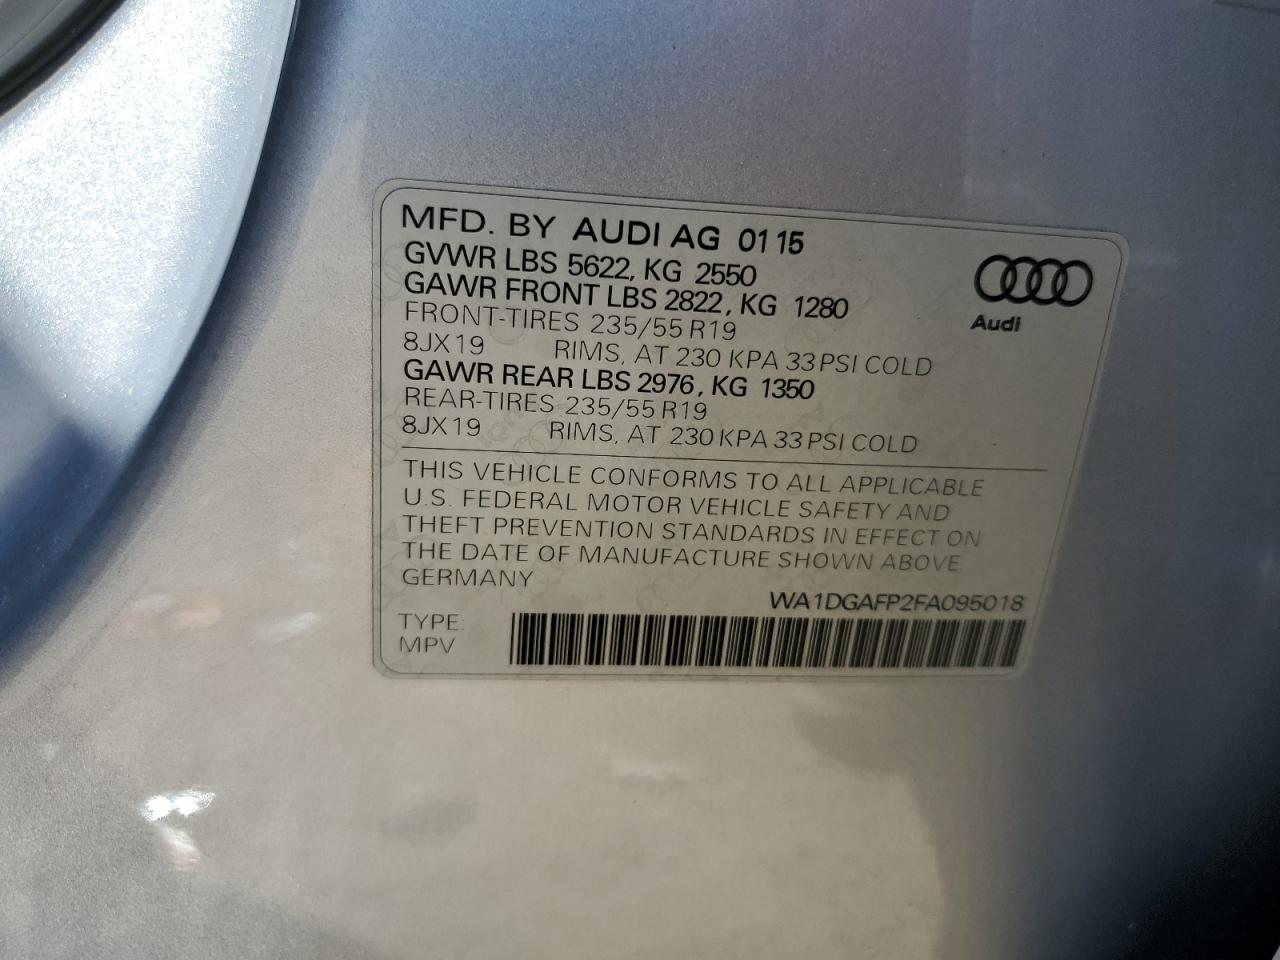 MFD. BY AUDI AG 01 15
GVWR LBS 5622, KG 2550
GAWR FRONT LBS 2822, KG 1280
FRONT-TIRES 235/55 R19
8JX19 RIMS, AT 230 KPA 33 PSI COLD
GAWR REAR LBS 2976, KG 1350
REAR-TIRES 235/55 R19
8JX19 RIMS, AT 230 KPA 33 PSI COLD
Audi
THIS VEHICLE CONFORMS TO ALL APPLICABLE
U.S. FEDERAL MOTOR VEHICLE SAFETY AND
THEFT PREVENTION STANDARDS IN EFFECT ON
THE DATE OF MANUFACTURE SHOWN ABOVE.
GERMANY
WA1DGAFP2FA095018
TYPE:
MPV